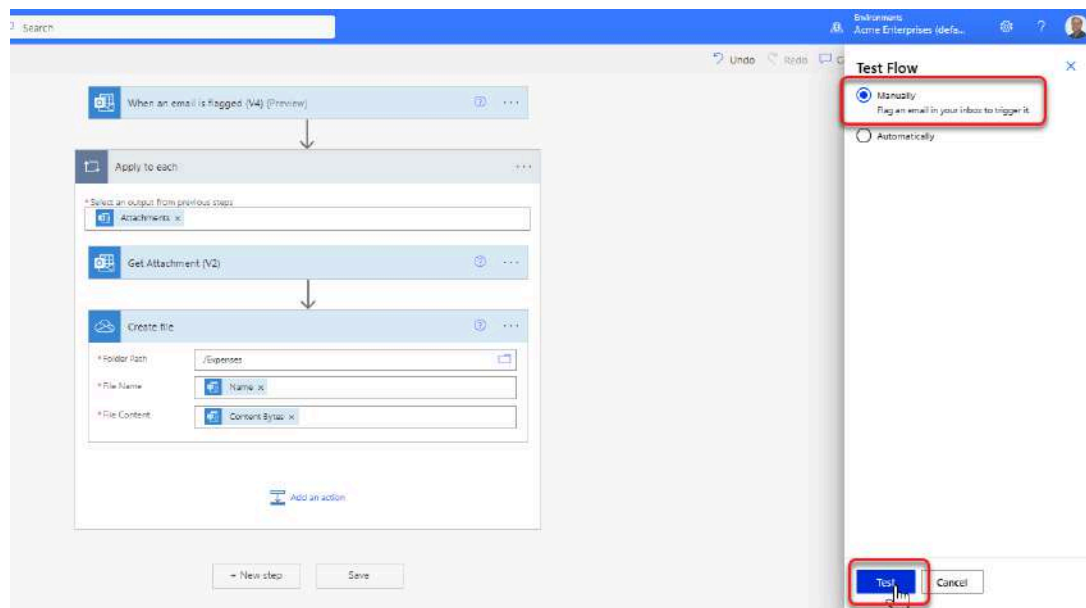 Search
Environments
Acme Enterprises (defa...
?
Undo
Redo
Test Flow
Manually
Flag an email in your inbox to trigger it
Automatically
When an email is flagged (V4) (Preview)
Apply to each
* Select an output from previous steps
Attachments ×
Get Attachment (V2)
Create file
* Folder Path
/Expenses
* File Name
Name ×
* File Content
Content Bytes ×
Add an action
+ New step
Save
Test
Cancel